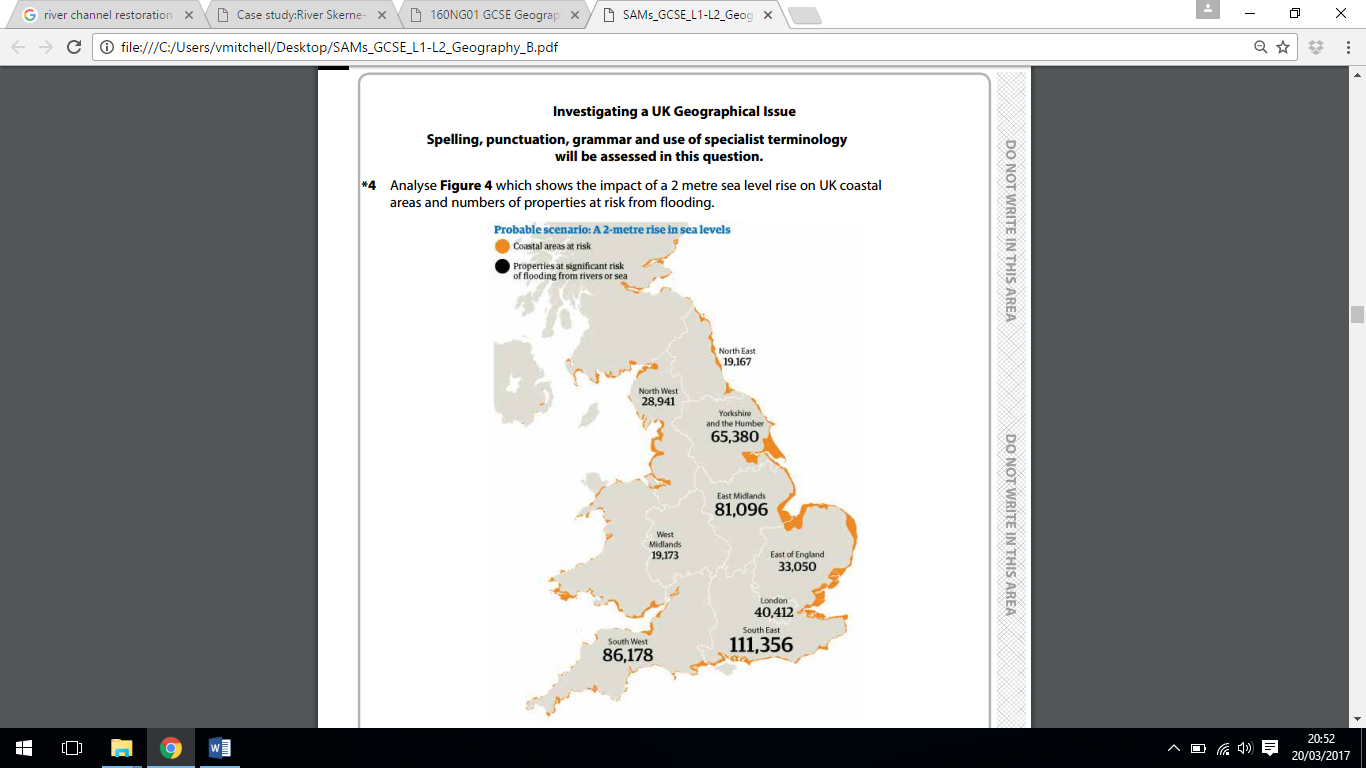 river channel restoration
Case study:River Skerne-
160NG01 GCSE Geograp
SAMs_GCSE_L1-L2_Geog
file:///C:/Users/vmitchell/Desktop/SAMs_GCSE_L1-L2_Geography_B.pdf
Investigating a UK Geographical Issue
Spelling, punctuation, grammar and use of specialist terminology
will be assessed in this question.
*4 Analyse Figure 4 which shows the impact of a 2 metre sea level rise on UK coastal
areas and numbers of properties at risk from flooding.
Probable scenario: A 2-metre rise in sea levels
Coastal areas at risk
Properties at significant risk
of flooding from rivers or sea
North East
19,167
North West
28,941
Yorkshire
and the Humber
65,380
East Midlands
81,096
West
Midlands
19,173
East of England
33,050
London
40,412
South East
111,356
South West
86,178
DO NOT WRITE IN THIS AREA
DO NOT WRITE IN THIS AREA
20:52
20/03/2017